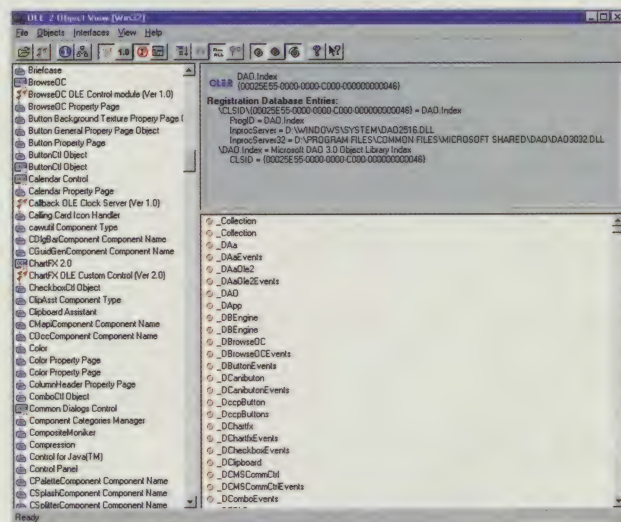 OLE 2 Object View [Win32]
File Objects Interfaces View Help
Briefcase
BrowseOC
BrowseOC OLE Control module (Ver 1.0)
BrowseOC Property Page
Button Background Texture Property Page (
Button General Property Page Object
Button Property Page
ButtonCtl Object
ButtonCtl Object
Calendar Control
Calendar Property Page
Callback OLE Clock Server (Ver 1.0)
Calling Card Icon Handler
cawutil Component Type
CDlgBarComponent Component Name
CGuidGenComponent Component Name
ChartFX 2.0
ChartFX OLE Custom Control (Ver 2.0)
CheckboxCtl Object
ClipAsst Component Type
Clipboard Assistant
CMapiComponent Component Name
Component Name
Color
Color Property Page
Color Property Page
ColumnHeader Property Page
ComboCtl Object
Common Dialogs Control
Component Categories Manager
CompositeMoniker
Compression
Control for Java(TM)
Control Panel
CPaletteComponent Component Name
CSplashComponent Component Name
CSplitterComponent Component Name
Ready
OLE2
DAO.Index
{00025E55-0000-0000-C000-000000000046}
Registration Database Entries:
\CLSID\{00025E55-0000-0000-C000-000000000046} = DAO.Index
ProgID = DAO.Index
InprocServer = D:\WINDOWS\SYSTEM\DAO2516.DLL
InprocServer32 = D:\PROGRAM FILES\COMMON FILES\MICROSOFT SHARED\DAO\DAO3032.DLL
\DAO.Index = Microsoft DAO 3.0 Object Library Index
CLSID = {00025E55-0000-0000-C000-000000000046}
_Collection
_Collection
_DAa
_DAaEvents
_DAaOle2
_DAaOle2Events
_DAO
_DApp
_DBEngine
_DBEngine
_DBrowseOC
_DBrowseOCEvents
_DButtonEvents
_DCanibuton
_DCanibutonEvents
_DccpButton
_DccpButtons
_DChartfx
_DChartfxEvents
_DCheckboxEvents
_DClipboard
_DCMSCommCtrl
_DCMSCommCtrlEvents
_DComboEvents